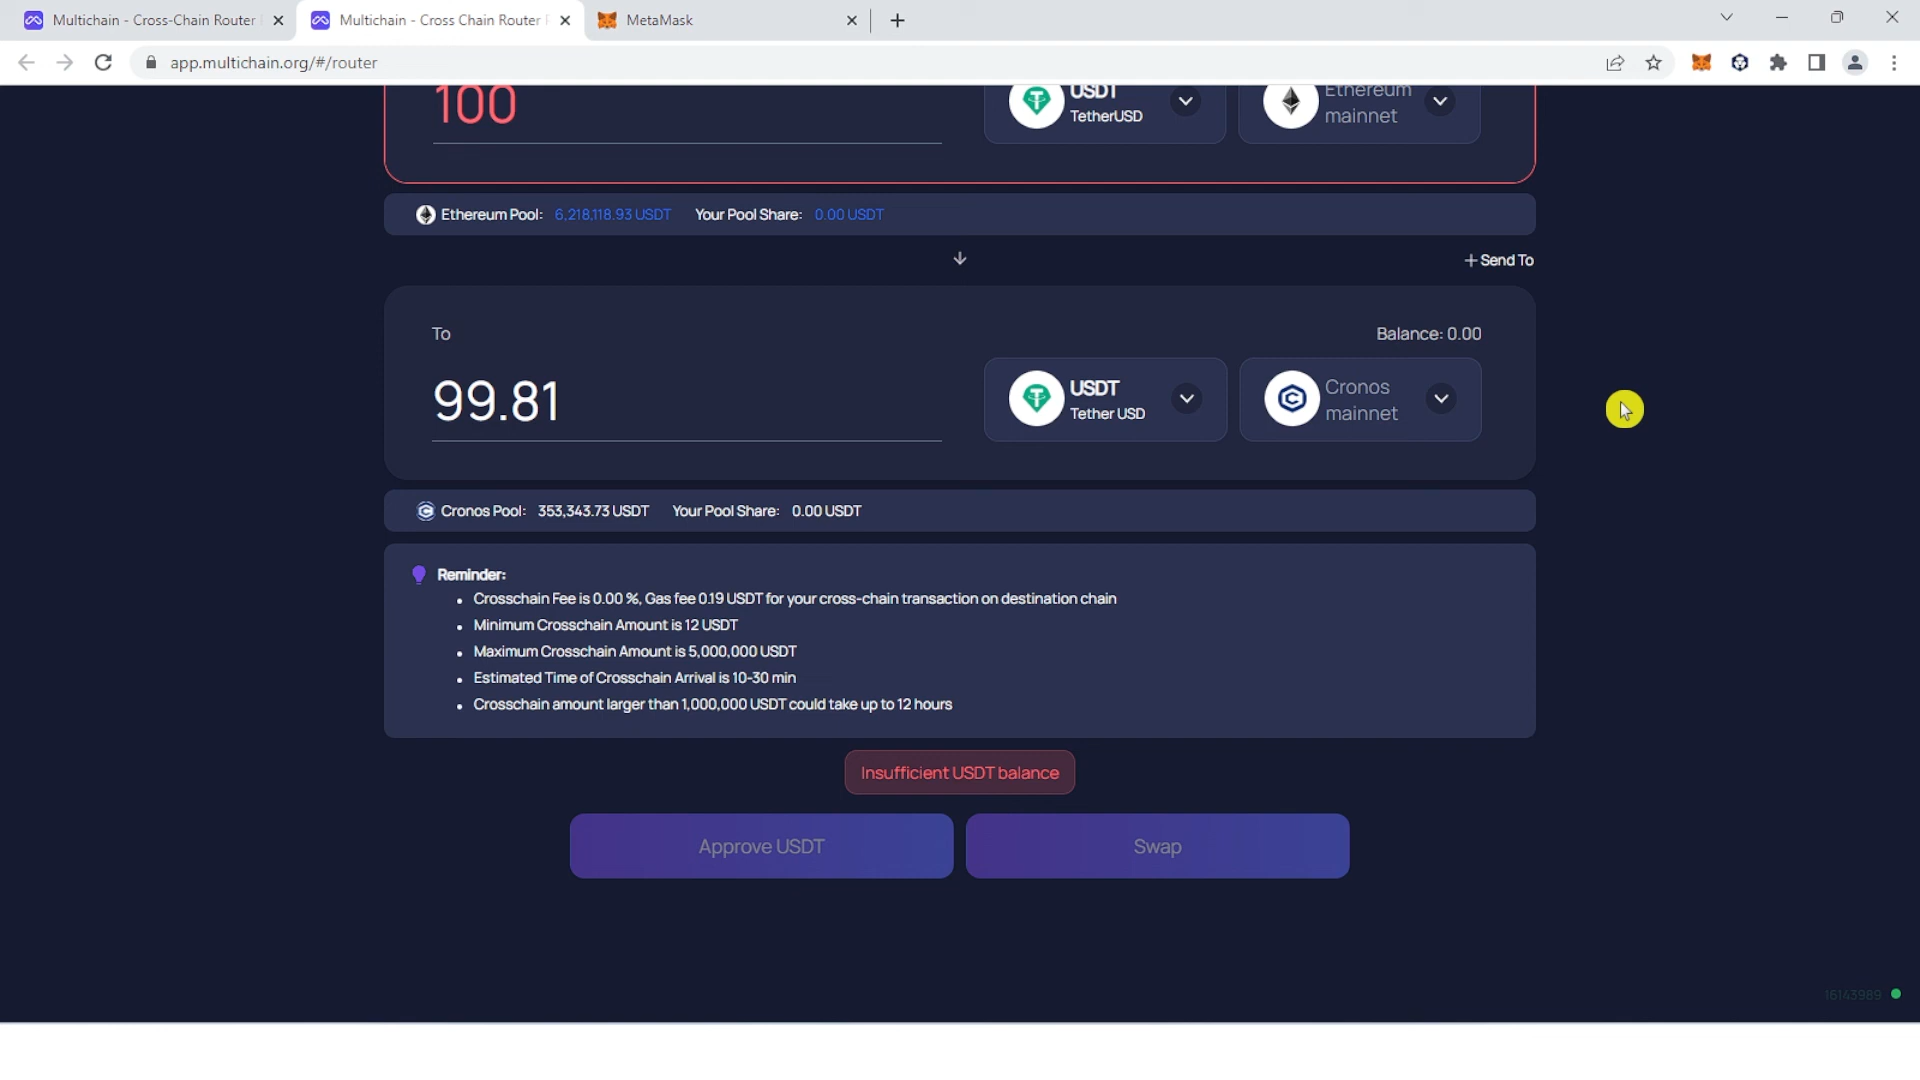 Multichain - Cross-Chain Router
Multichain - Cross Chain Router
MetaMask
app.multichain.org/#/router
100
USDT
TetherUSD
Ethereum
mainnet
Ethereum Pool: 6,218,118.93 USDT Your Pool Share: 0.00 USDT
+ Send To
To
Balance: 0.00
99.81
USDT
Tether USD
Cronos
mainnet
Cronos Pool: 353,343.73 USDT Your Pool Share: 0.00 USDT
Reminder:
• Crosschain Fee is 0.00 %, Gas fee 0.19 USDT for your cross-chain transaction on destination chain
• Minimum Crosschain Amount is 12 USDT
• Maximum Crosschain Amount is 5,000,000 USDT
• Estimated Time of Crosschain Arrival is 10-30 min
• Crosschain amount larger than 1,000,000 USDT could take up to 12 hours
Insufficient USDT balance
Approve USDT
Swap
16143989